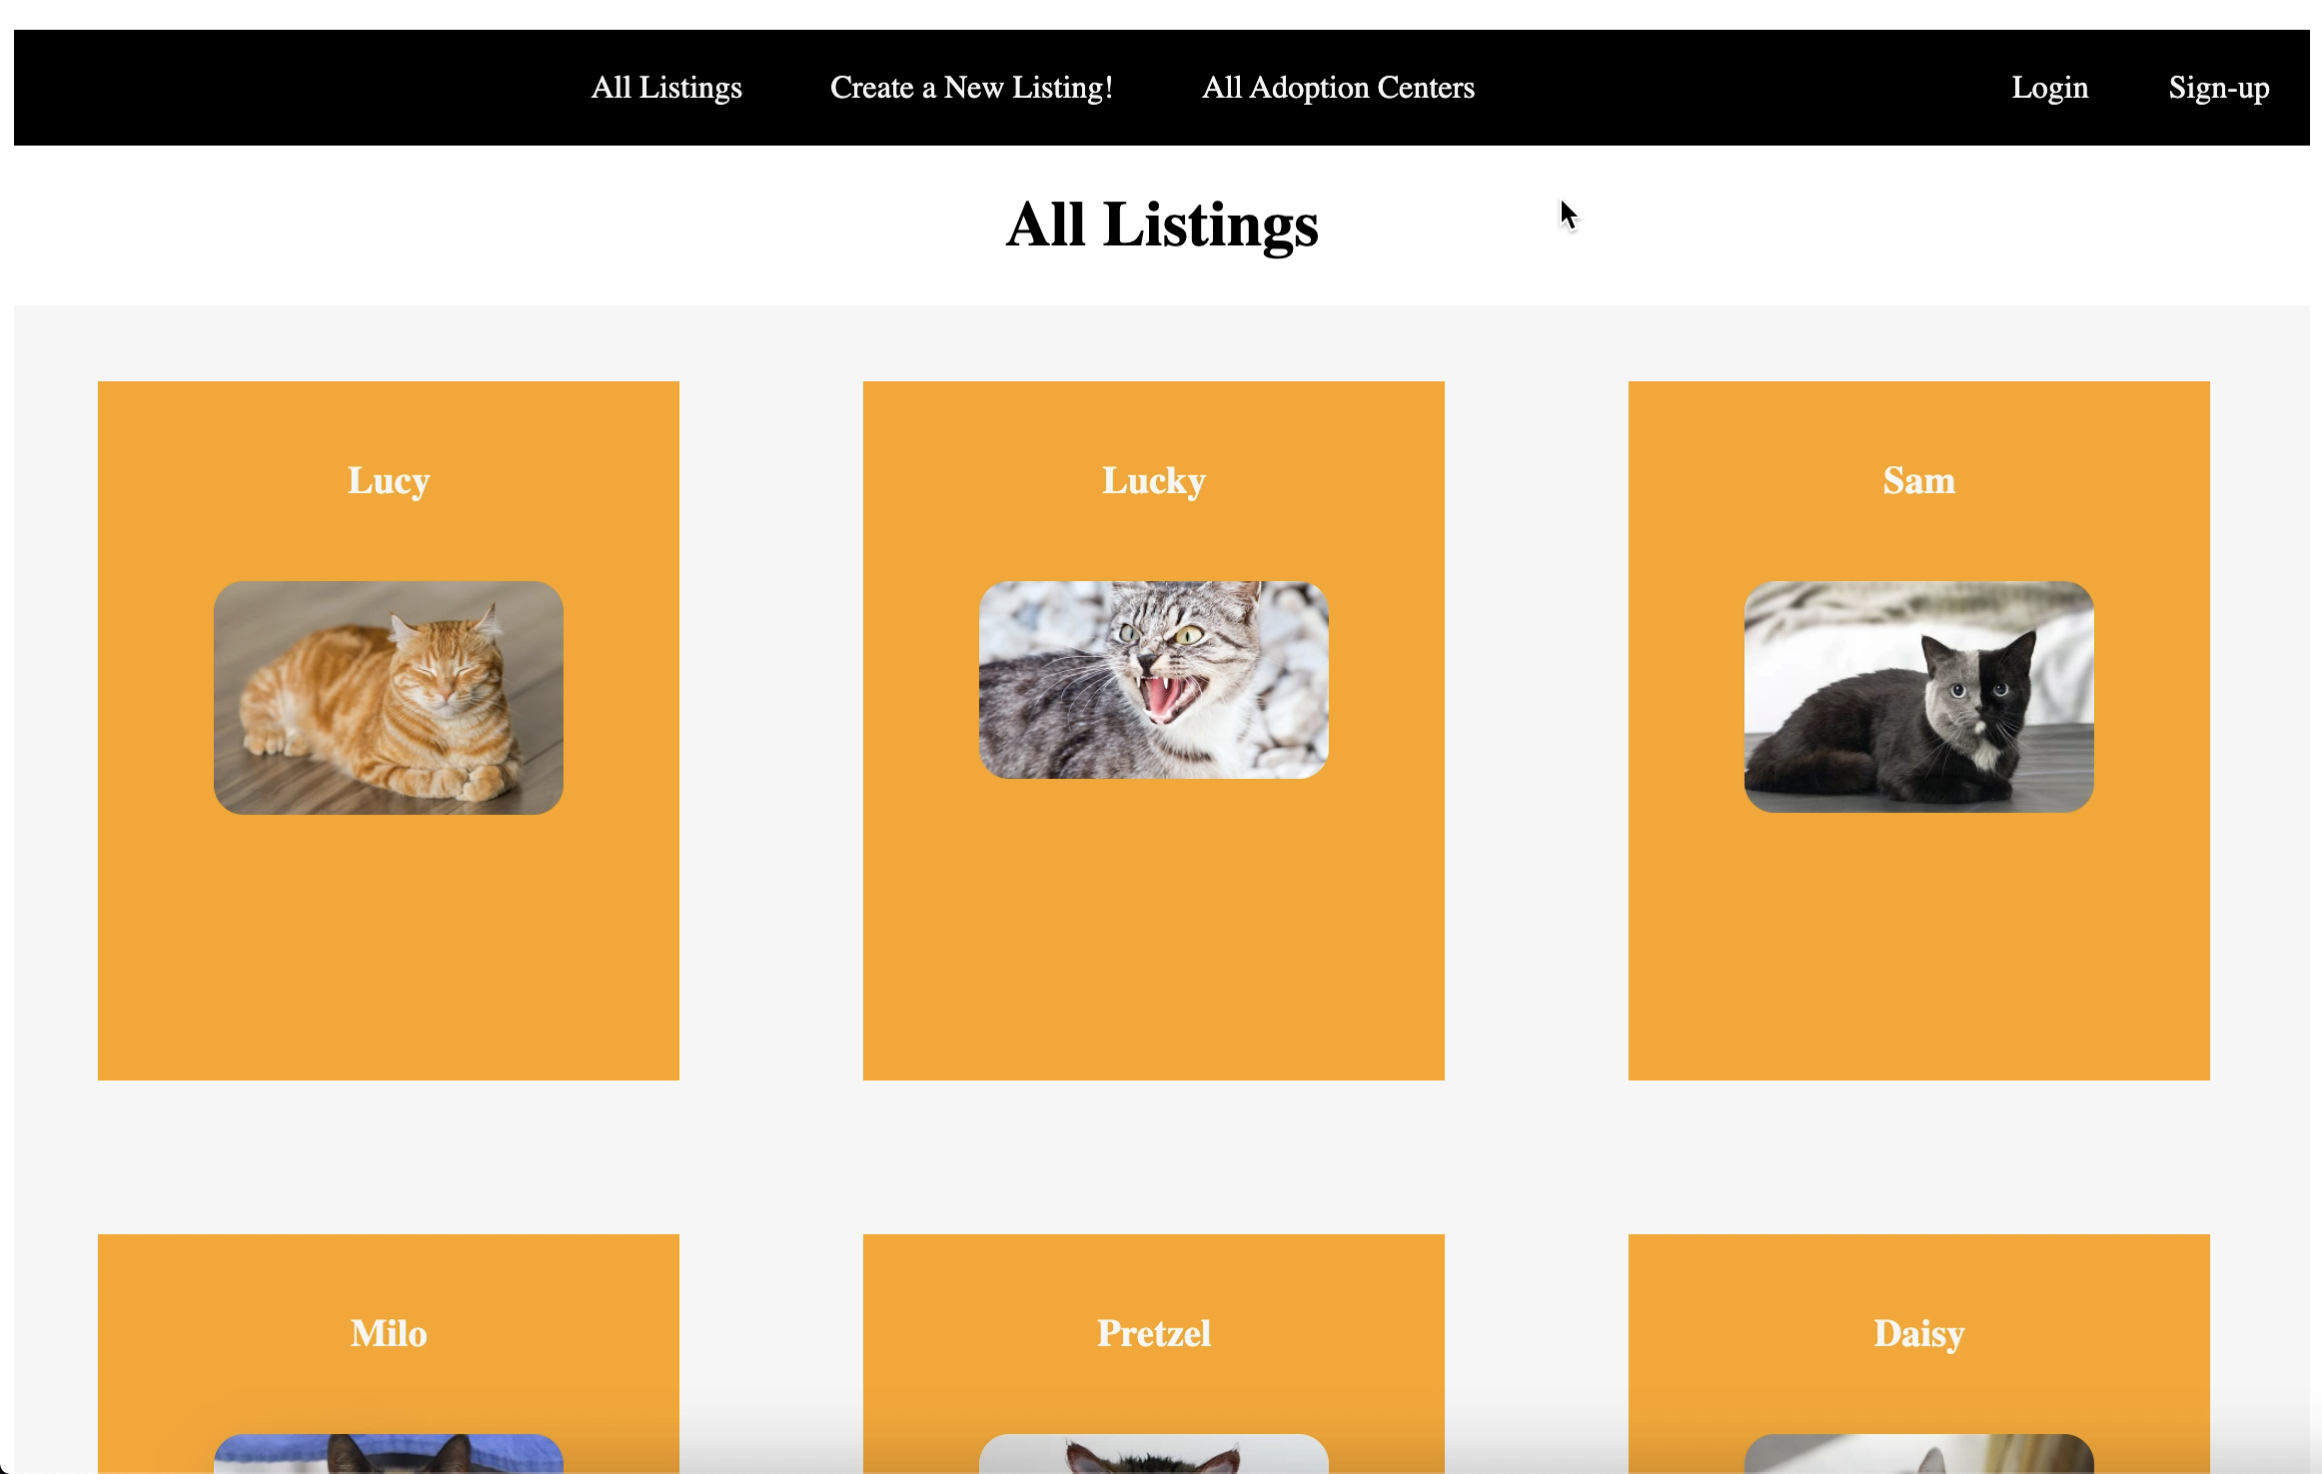 All Listings Create a New Listing! All Adoption Centers Login Sign-up
All Listings
Lucy Lucky Sam
Milo Pretzel Daisy